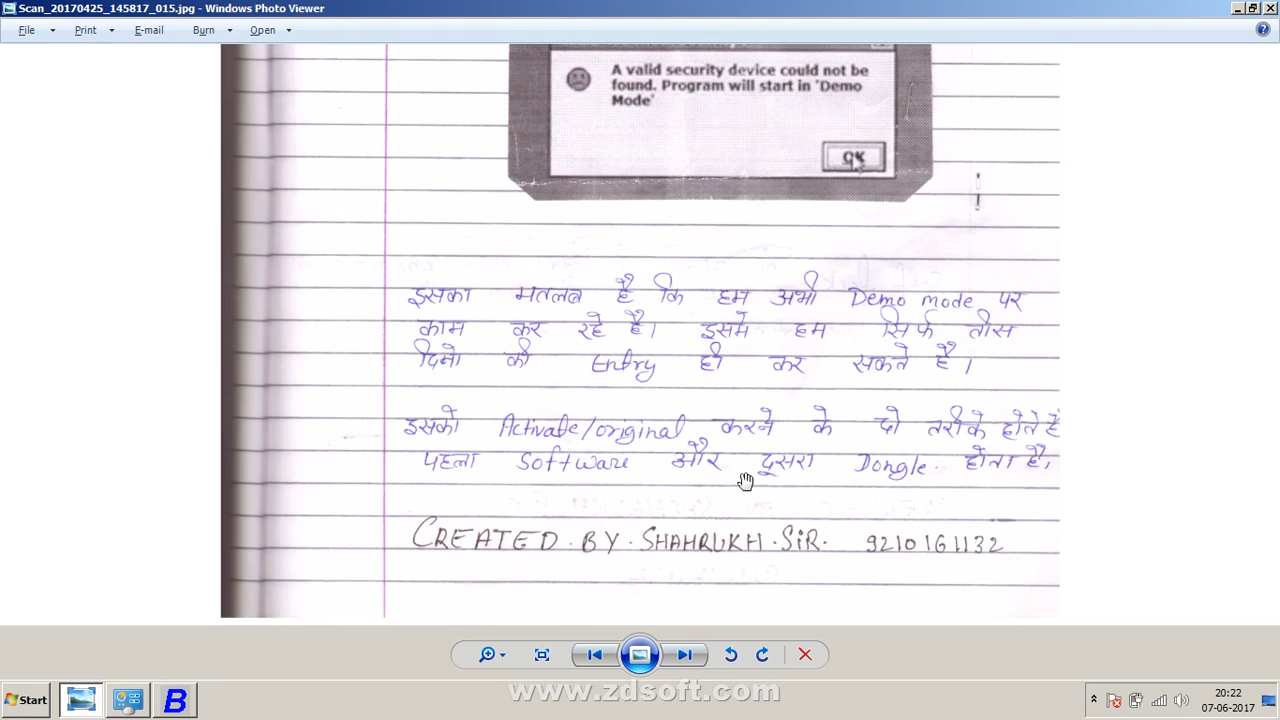 Scan_20170425_145817_015.jpg - Windows Photo Viewer
File Print E-mail Burn Open
A valid security device could not be
found. Program will start in 'Demo
Mode'
OK
इसका मतलब है कि हम अभी Demo mode पर
काम कर रहे है। इसमे हम सिर्फ तीस
दिनो की Entry ही कर सकते है।
इसको Activate/original करने के दो तरीके होते हैं
पहला Software और दूसरा Dongle. होता है,
CREATED. BY. SHAHRUKH. SiR. 9210161132
www.zdsoft.com
Start
B
20:22
07-06-2017